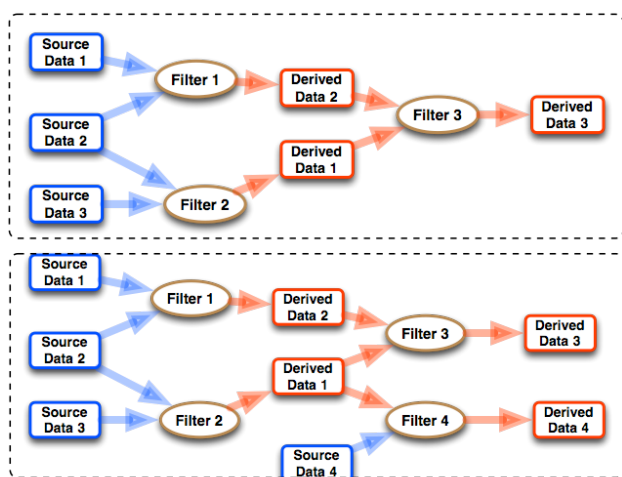 Source
Data 1
Filter 1
Derived
Data 2
Filter 3
Derived
Data 3
Source
Data 2
Derived
Data 1
Source
Data 3
Filter 2
Source
Data 1
Filter 1
Derived
Data 2
Filter 3
Derived
Data 3
Source
Data 2
Derived
Data 1
Source
Data 3
Filter 2
Filter 4
Derived
Data 4
Source
Data 4